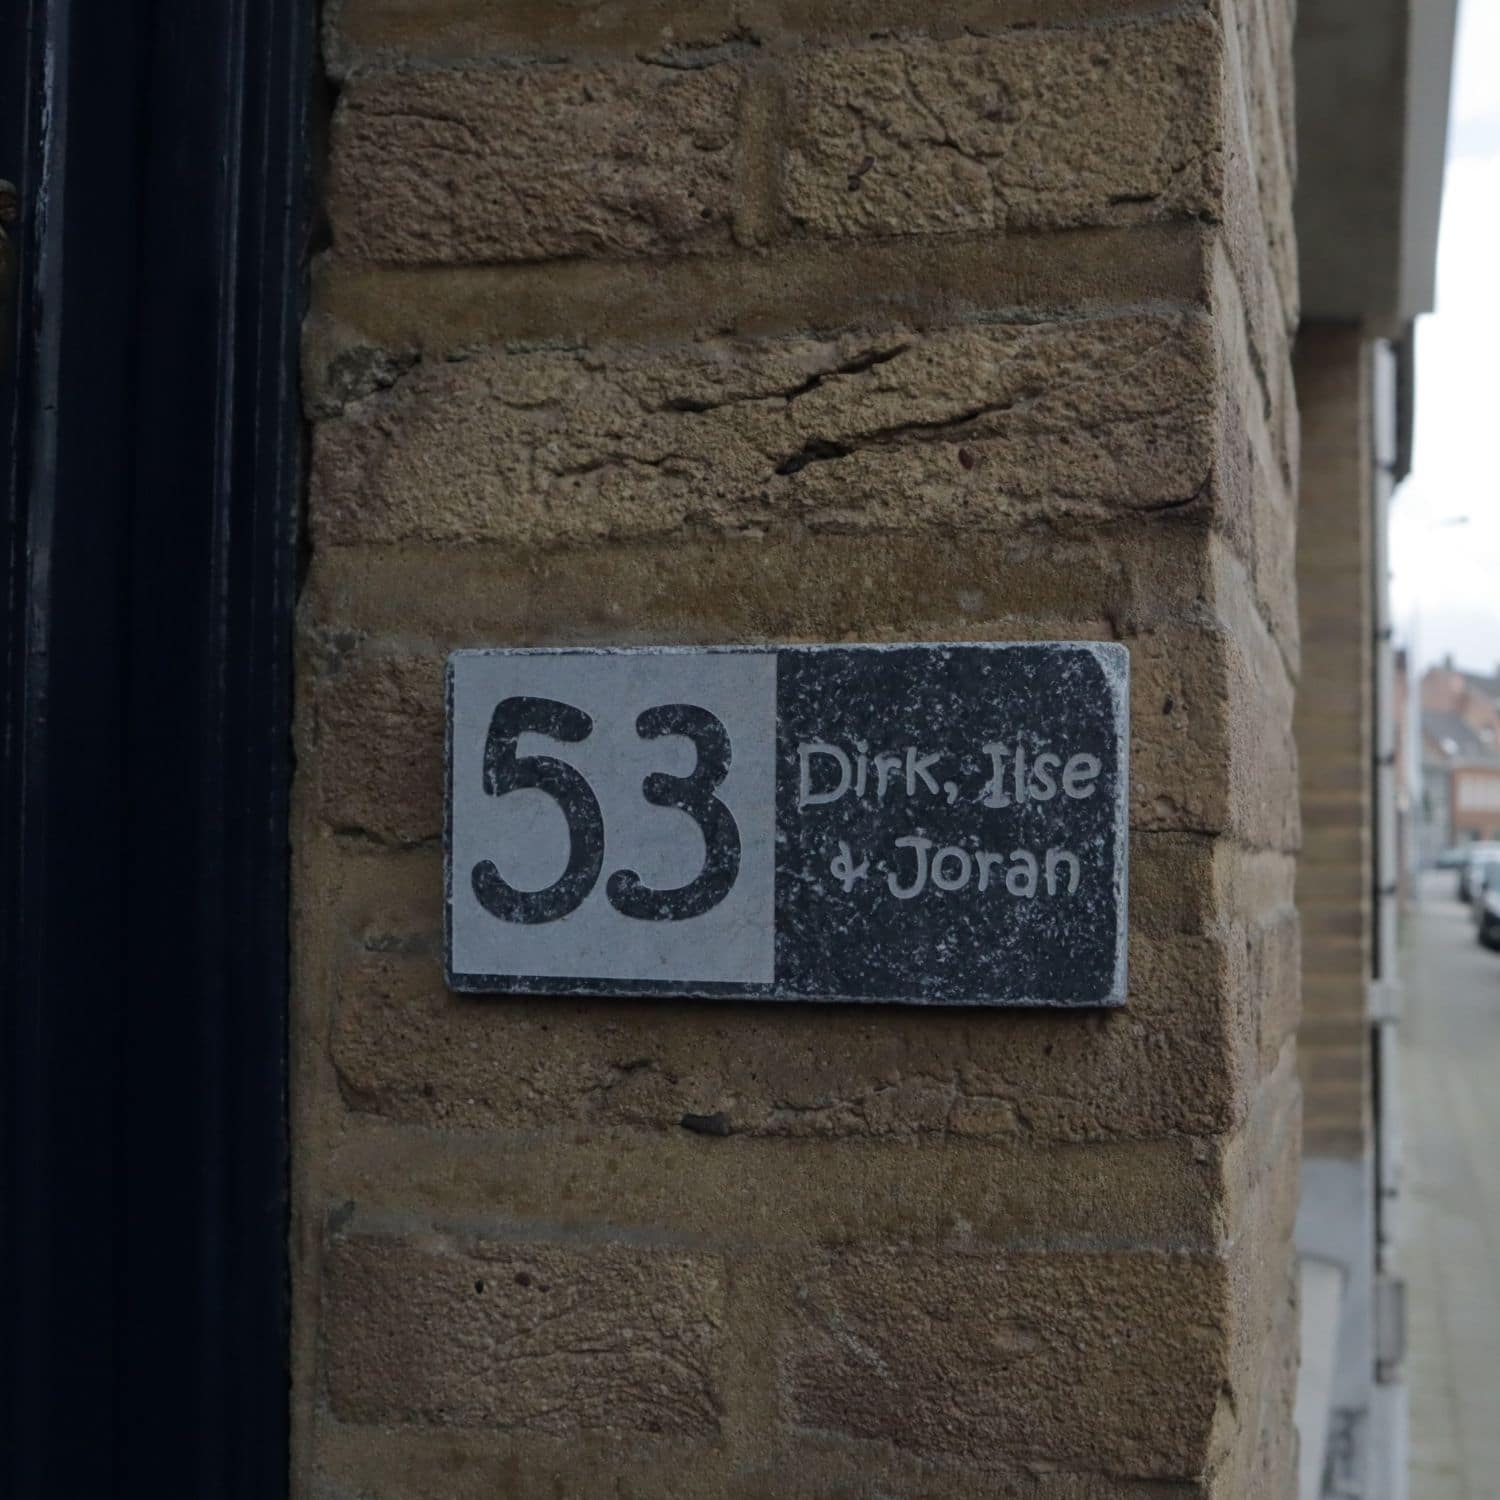 53
Dirk, Ilse
& Joran